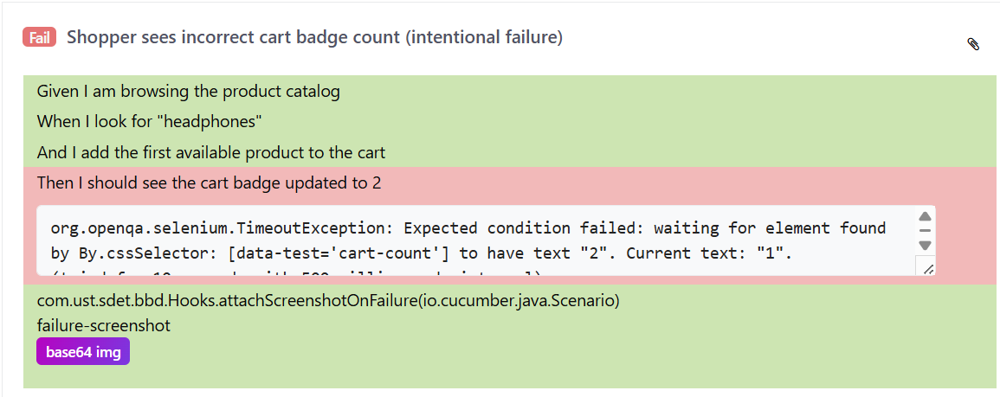 Fail Shopper sees incorrect cart badge count (intentional failure)
Given I am browsing the product catalog
When I look for "headphones"
And I add the first available product to the cart
Then I should see the cart badge updated to 2
org.openqa.selenium.TimeoutException: Expected condition failed: waiting for element found
by By.cssSelector: [data-test='cart-count'] to have text "2". Current text: "1".
com.ust.sdet.bbd.Hooks.attachScreenshotOnFailure(io.cucumber.java.Scenario)
failure-screenshot
base64 img